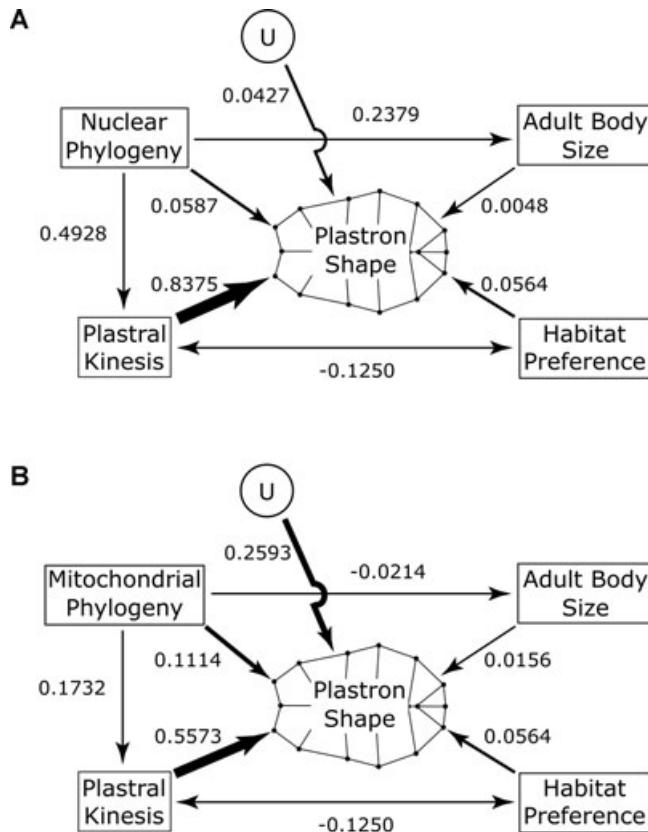 A
U
0.0427
0.2379
Nuclear
Phylogeny
Adult Body
Size
0.0587
0.0048
Plastron
Shape
0.4928
0.8375
0.0564
Plastral
Kinesis
Habitat
Preference
-0.1250
B
U
0.2593
-0.0214
Mitochondrial
Phylogeny
Adult Body
Size
0.1114
0.0156
Plastron
Shape
0.1732
0.5573
0.0564
Plastral
Kinesis
Habitat
Preference
-0.1250